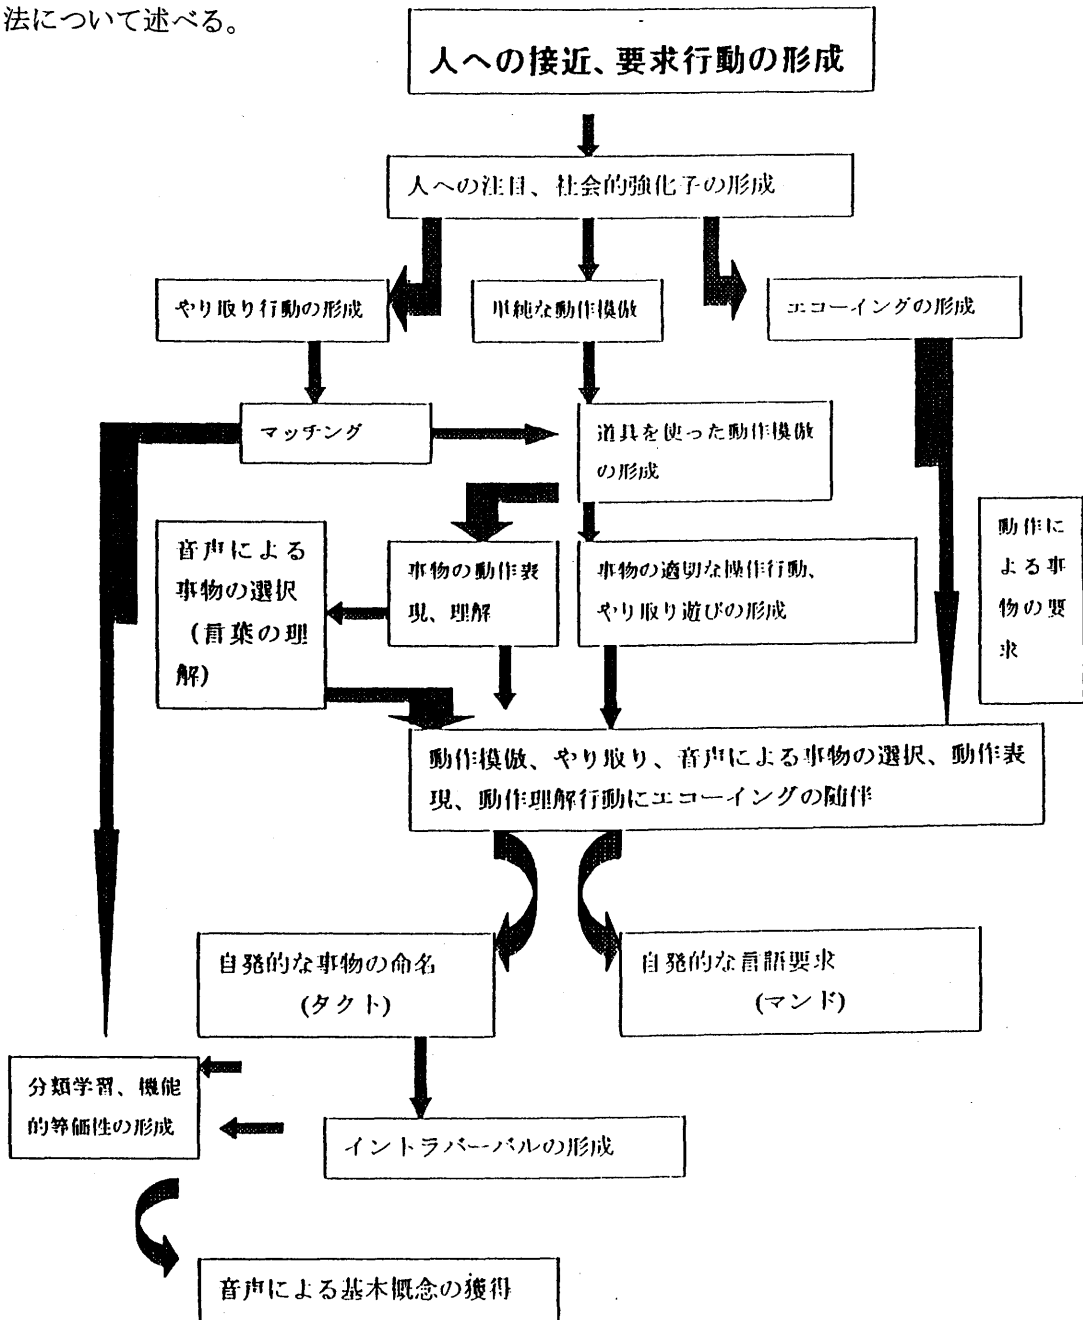 法について述べる。
人への接近、要求行動の形成
人への注目、社会的強化子の形成
やり取り行動の形成
単純な動作模倣
エコーイングの形成
マッチング
道具を使った動作模倣
の形成
音声による
事物の選択
(言葉の理
解)
事物の動作表
現、理解
事物の適切な操作行動、
やり取り遊びの形成
動作に
よる事
物の要
求
動作模倣、やり取り、音声による事物の選択、動作表
現、動作理解行動にエコーイングの随伴
自発的な事物の命名
(タクト)
自発的な言語要求
(マンド)
分類学習、機能
的等価性の形成
イントラバーバルの形成
音声による基本概念の獲得